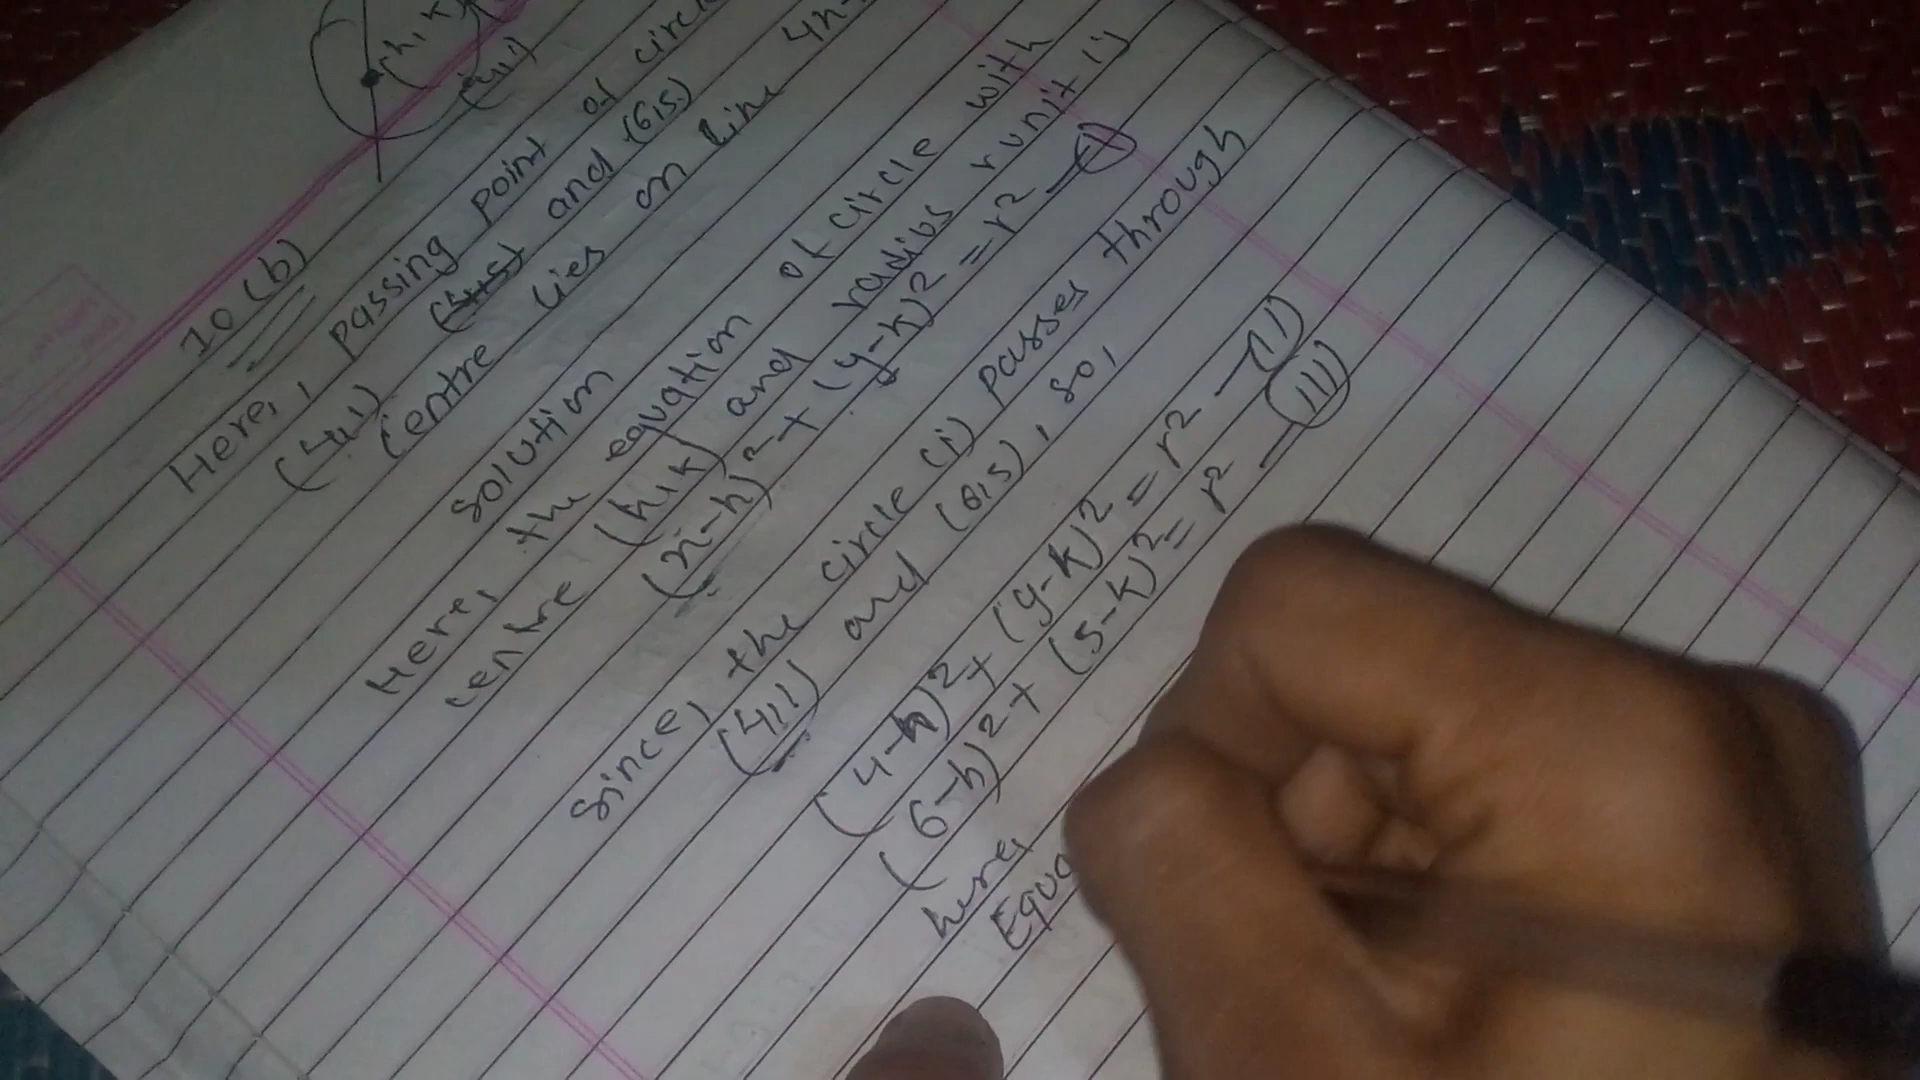 (h, k)
(4,1)
10 (b)
Here, passing point of circle
(4,1) and (6,5)
Centre lies on line 4x
solution
Here, the equation of circle with
centre (h,k) and radius r unit is
(x-h)²+(y-k)² = r² - (i)
since, the circle (i) passes through
(4,1) and (6,5), so,
(4-h)²+(y-k)² = r² - (ii)
(6-h)²+(5-k)² = r² - (iii)
here,
Equa